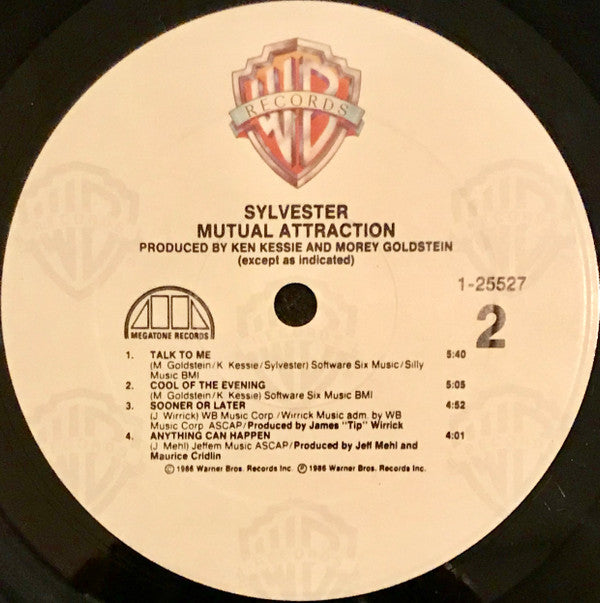 WB
RECORDS
SYLVESTER
MUTUAL ATTRACTION
PRODUCED BY KEN KESSIE AND MOREY GOLDSTEIN
(except as indicated)
1-25527
2
MEGATONE RECORDS
1. TALK TO ME 5:40
(M. Goldstein/K. Kessie/Sylvester) Software Six Music/Silly
Music BMI
2. COOL OF THE EVENING 5:05
(M. Goldstein/K. Kessie) Software Six Music BMI
3. SOONER OR LATER 4:52
(J. Wirrick) WB Music Corp./Wirrick Music adm. by WB
Music Corp. ASCAP/Produced by James "Tip" Wirrick
4. ANYTHING CAN HAPPEN 4:01
(J. Mehl) Jeffem Music ASCAP/Produced by Jeff Mehl and
Maurice Cridlin
© 1986 Warner Bros. Records Inc. ℗ 1986 Warner Bros. Records Inc.